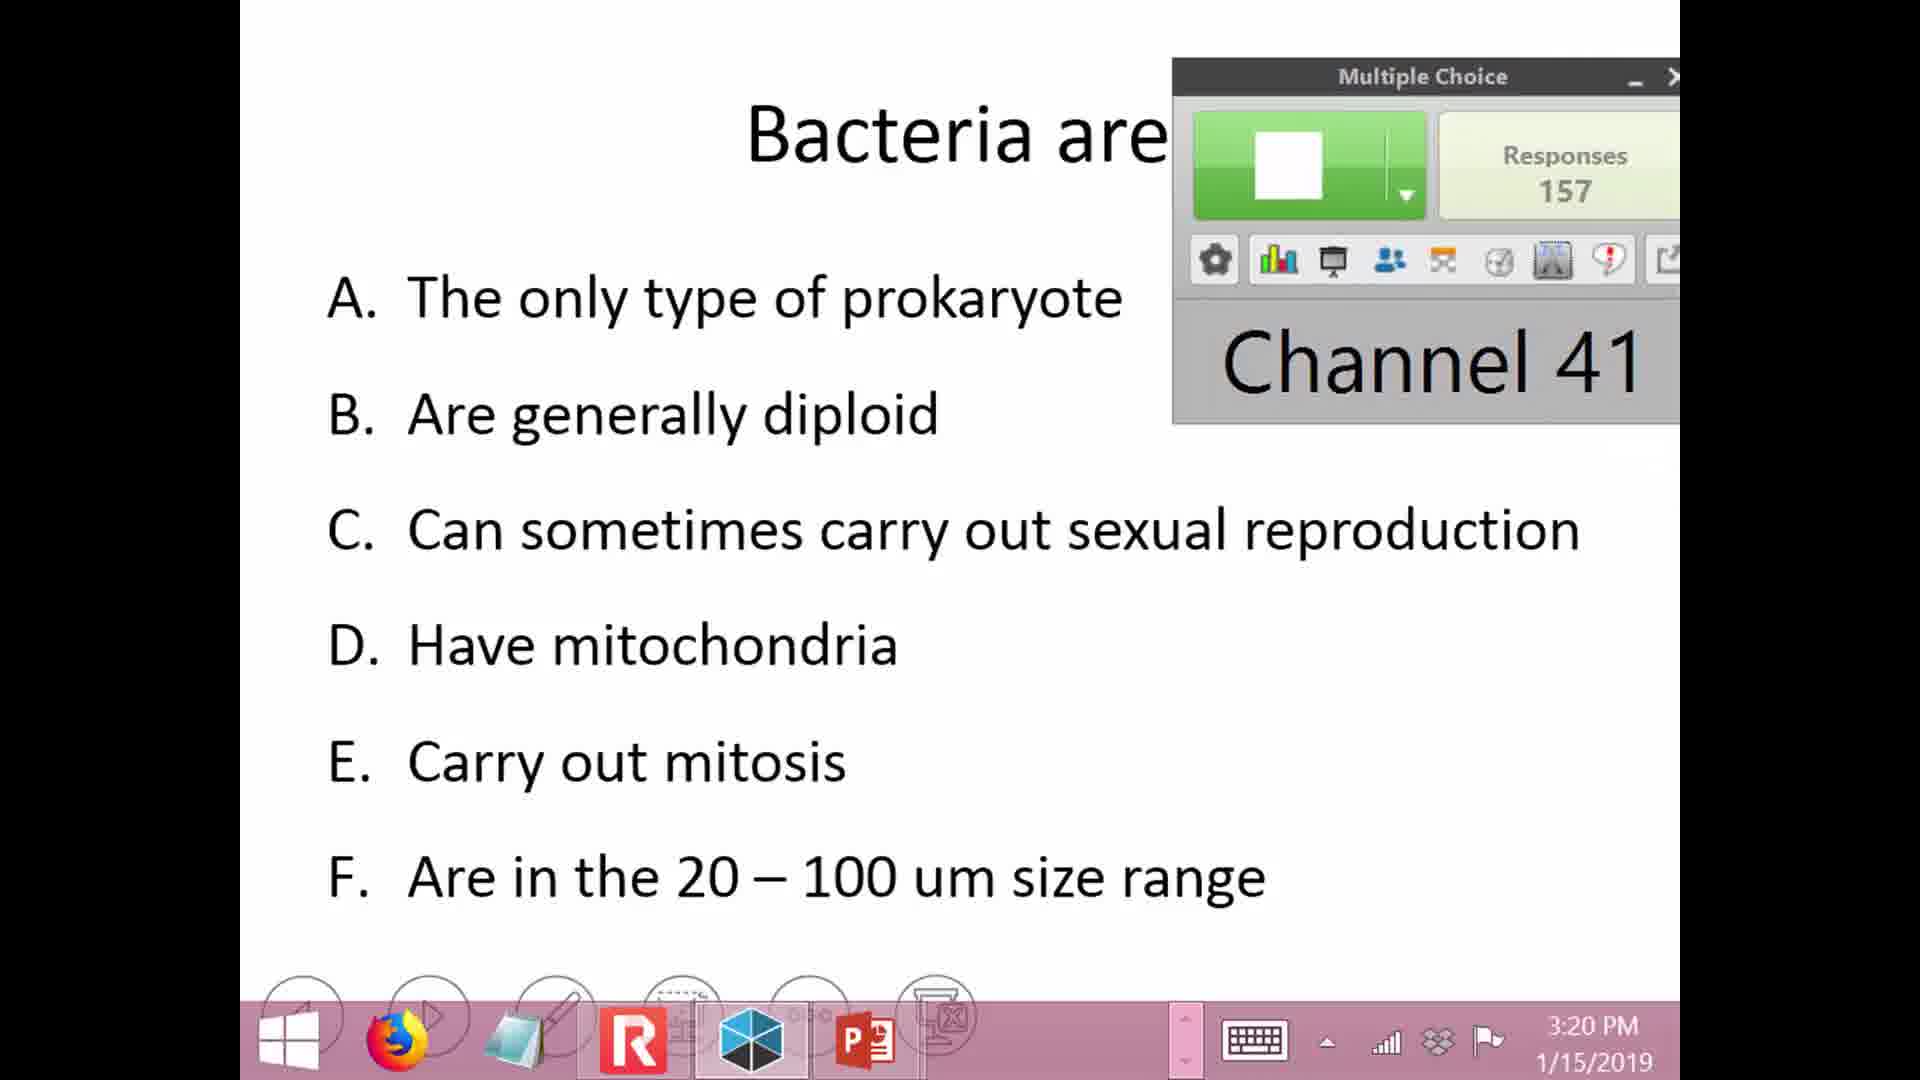 Bacteria are
A. The only type of prokaryote
B. Are generally diploid
C. Can sometimes carry out sexual reproduction
D. Have mitochondria
E. Carry out mitosis
F. Are in the 20 – 100 um size range
Multiple Choice
Responses
157
Channel 41
3:20 PM
1/15/2019